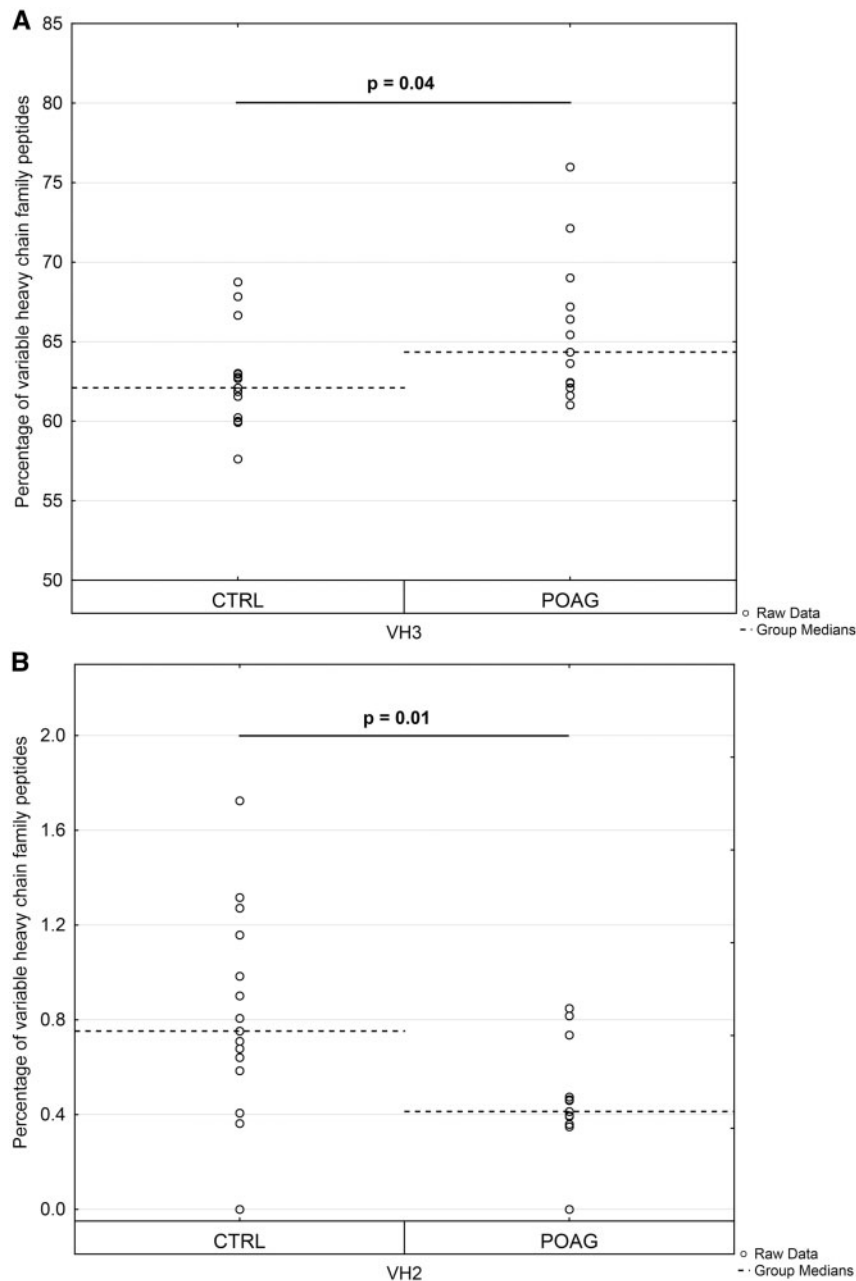 A
Percentage of variable heavy chain family peptides
85
80
75
70
65
60
55
50
p = 0.04
CTRL
POAG
VH3
Raw Data
Group Medians
B
Percentage of variable heavy chain family peptides
2.0
1.6
1.2
0.8
0.4
0.0
p = 0.01
CTRL
POAG
VH2
Raw Data
Group Medians